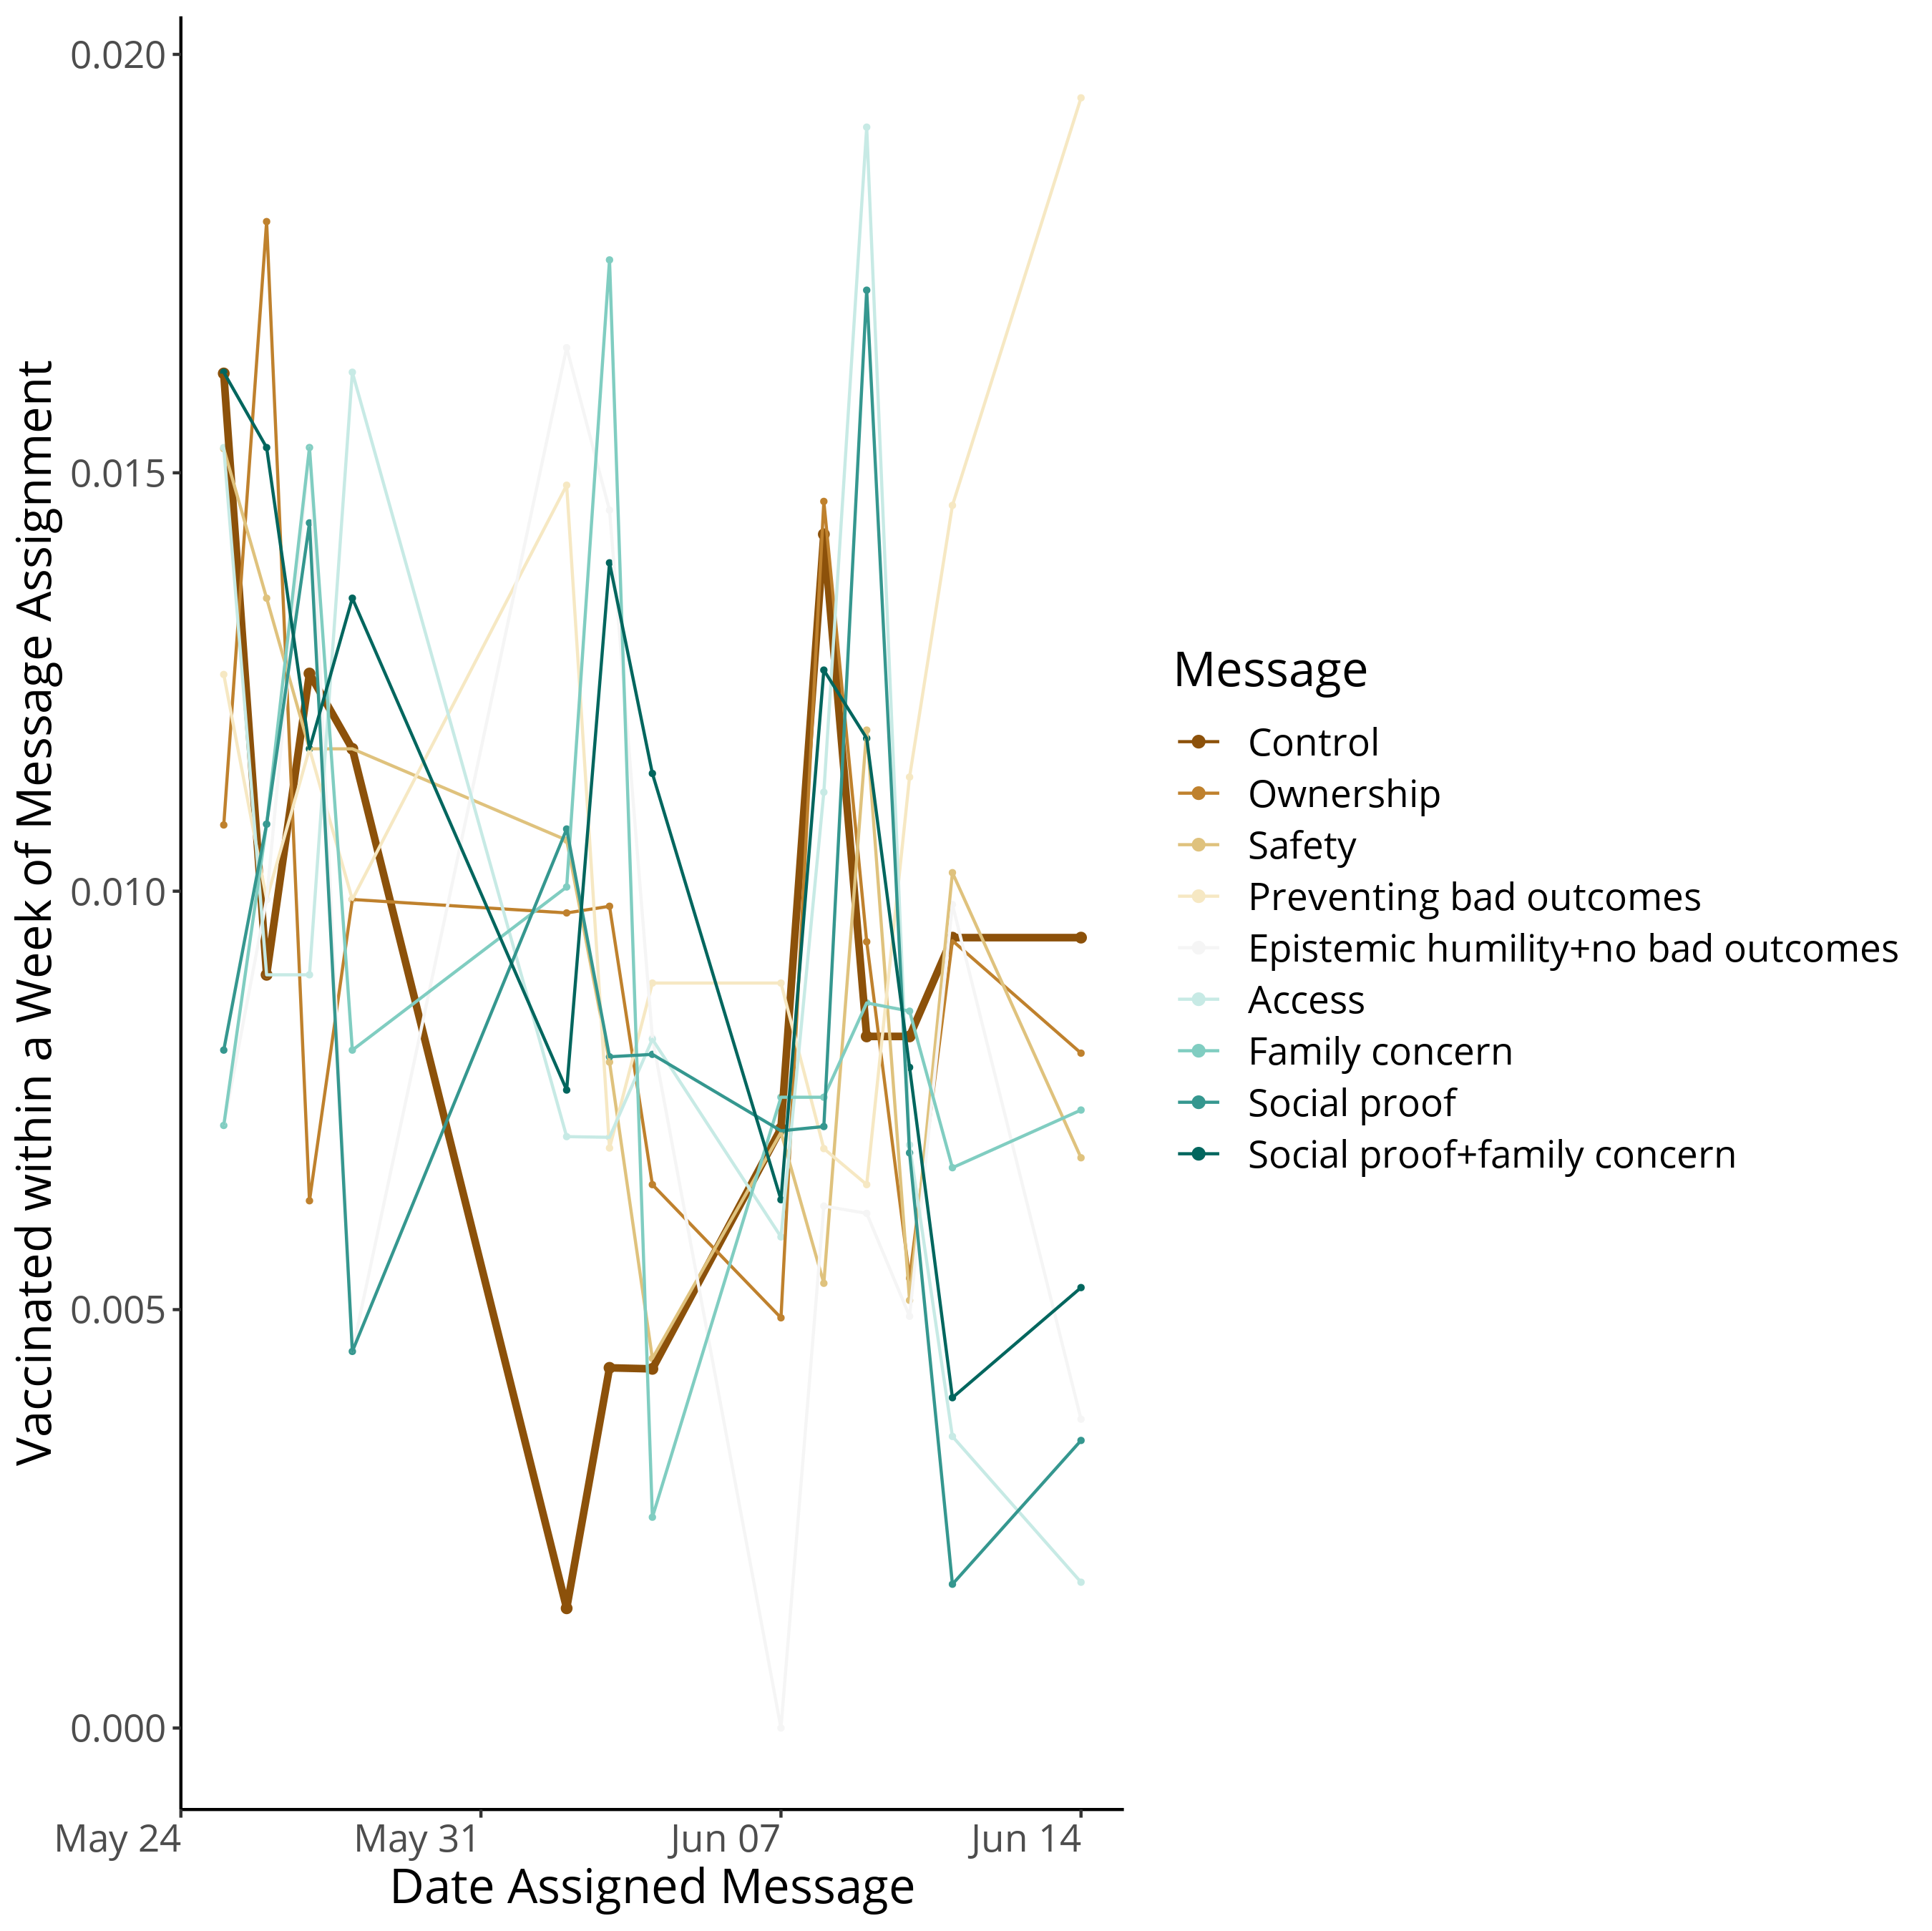 Vaccinated within a Week of Message Assignment
0.020
0.015
0.010
0.005
0.000
May 24
May 31
Jun 07
Jun 14
Date Assigned Message
Message
Control
Ownership
Safety
Preventing bad outcomes
Epistemic humility+no bad outcomes
Access
Family concern
Social proof
Social proof+family concern